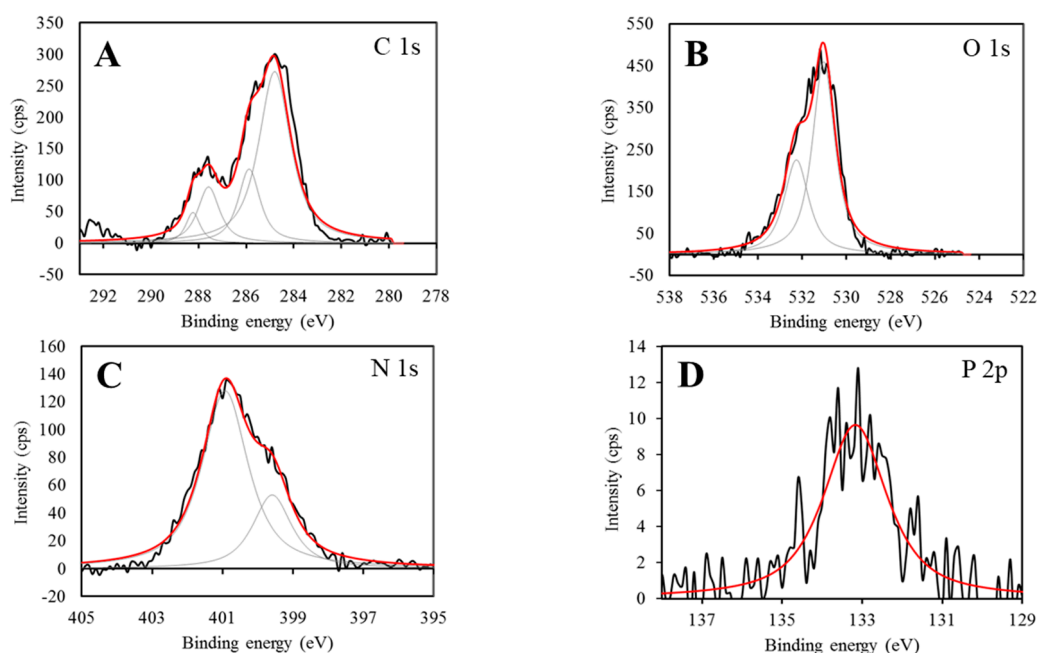 A
C 1s
Intensity (cps)
350
300
250
200
150
100
50
0
-50
292 290 288 286 284 282 280 278
Binding energy (eV)
B
O 1s
Intensity (cps)
550
450
350
250
150
50
-50
538 536 534 532 530 528 526 524 522
Binding energy (eV)
C
N 1s
Intensity (cps)
160
140
120
100
80
60
40
20
0
-20
405 403 401 399 397 395
Binding energy (eV)
D
P 2p
Intensity (cps)
14
12
10
8
6
4
2
0
137 135 133 131 129
Binding energy (eV)